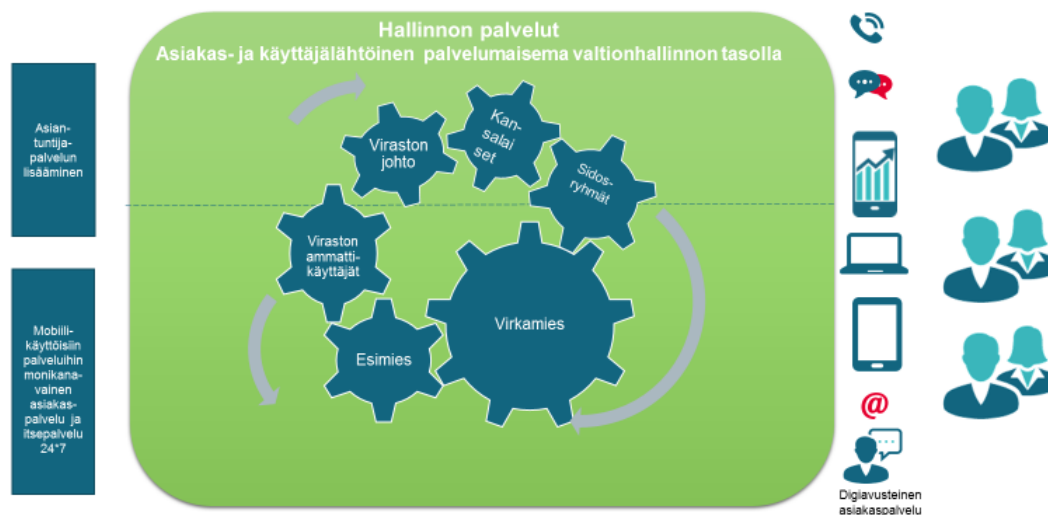 Hallinnon palvelut
Asiakas- ja käyttäjälähtöinen palvelumaisema valtionhallinnon tasolla
Asian-
tuntija-
palvelun
lisääminen
Mobiili-
käyttöisiin
palveluihin
monikana-
vainen
asiakas-
palvelu ja
itsepalvelu
24*7
Viraston
johto
Kan-
salai
set
Sidos-
ryhmät
Viraston
ammatti-
käyttäjät
Esimies
Virkamies
@
Digiavusteinen
asiakaspalvelu